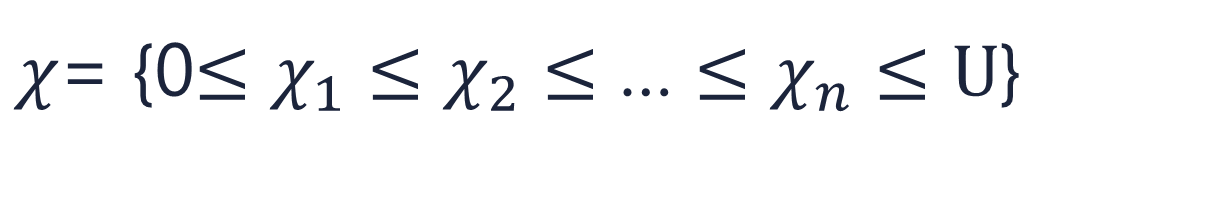 𝜒= {0≤ 𝜒₁ ≤ 𝜒₂ ≤ … ≤ 𝜒ₙ ≤ U}